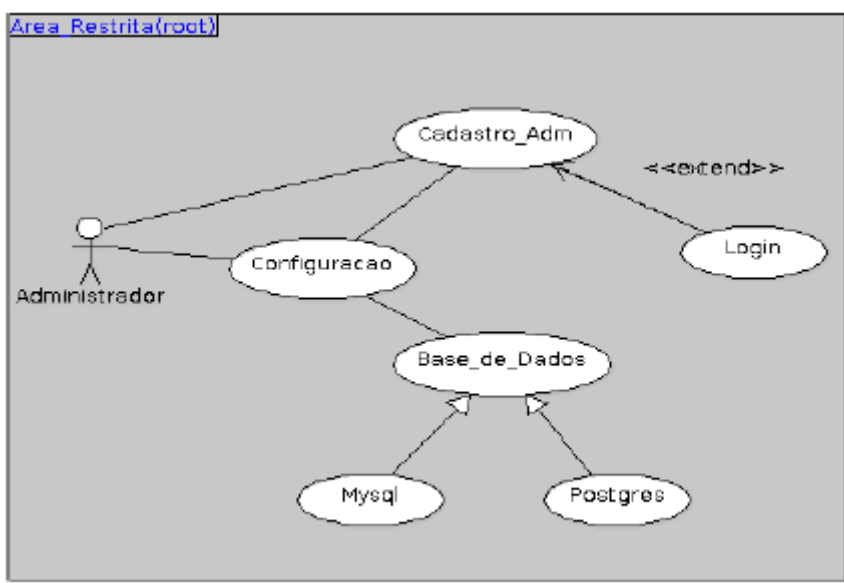 Area_Restrita(root)
Cadastro_Adm
<<extend>>
Login
Configuracao
Administrador
Base_de_Dados
Mysql
Postgres